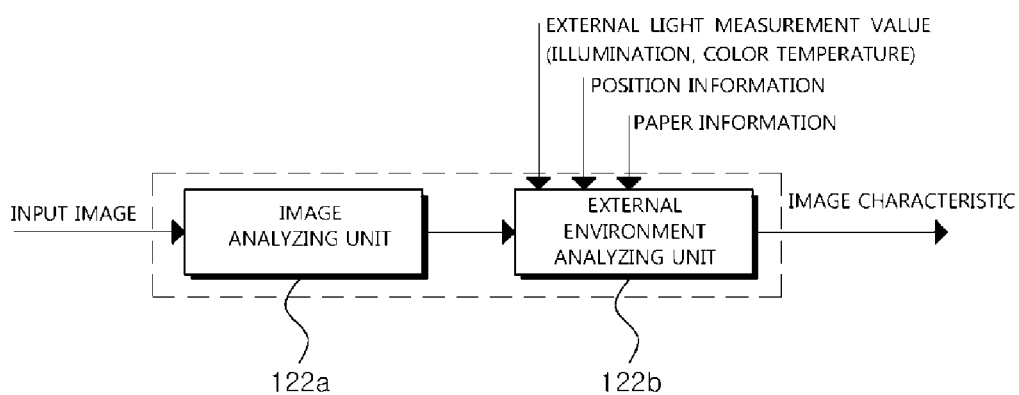 EXTERNAL LIGHT MEASUREMENT VALUE
(ILLUMINATION, COLOR TEMPERATURE)
POSITION INFORMATION
PAPER INFORMATION
INPUT IMAGE
IMAGE
ANALYZING UNIT
EXTERNAL
ENVIRONMENT
ANALYZING UNIT
IMAGE CHARACTERISTIC
122a
122b